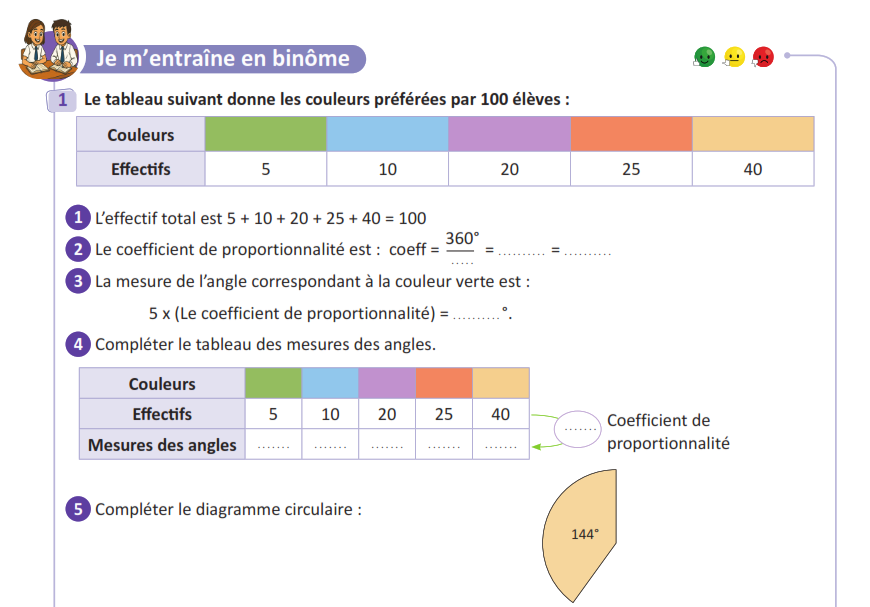 Je m'entraîne en binôme
1 Le tableau suivant donne les couleurs préférées par 100 élèves :
Couleurs
Effectifs 5 10 20 25 40
1 L'effectif total est 5 + 10 + 20 + 25 + 40 = 100
2 Le coefficient de proportionnalité est : coeff = 360°/..... = .......... = ..........
3 La mesure de l'angle correspondant à la couleur verte est :
5 x (Le coefficient de proportionnalité) = ..........°.
4 Compléter le tableau des mesures des angles.
Couleurs
Effectifs 5 10 20 25 40
Mesures des angles ....... ....... ....... ....... .......
....... Coefficient de
proportionnalité
5 Compléter le diagramme circulaire :
144°